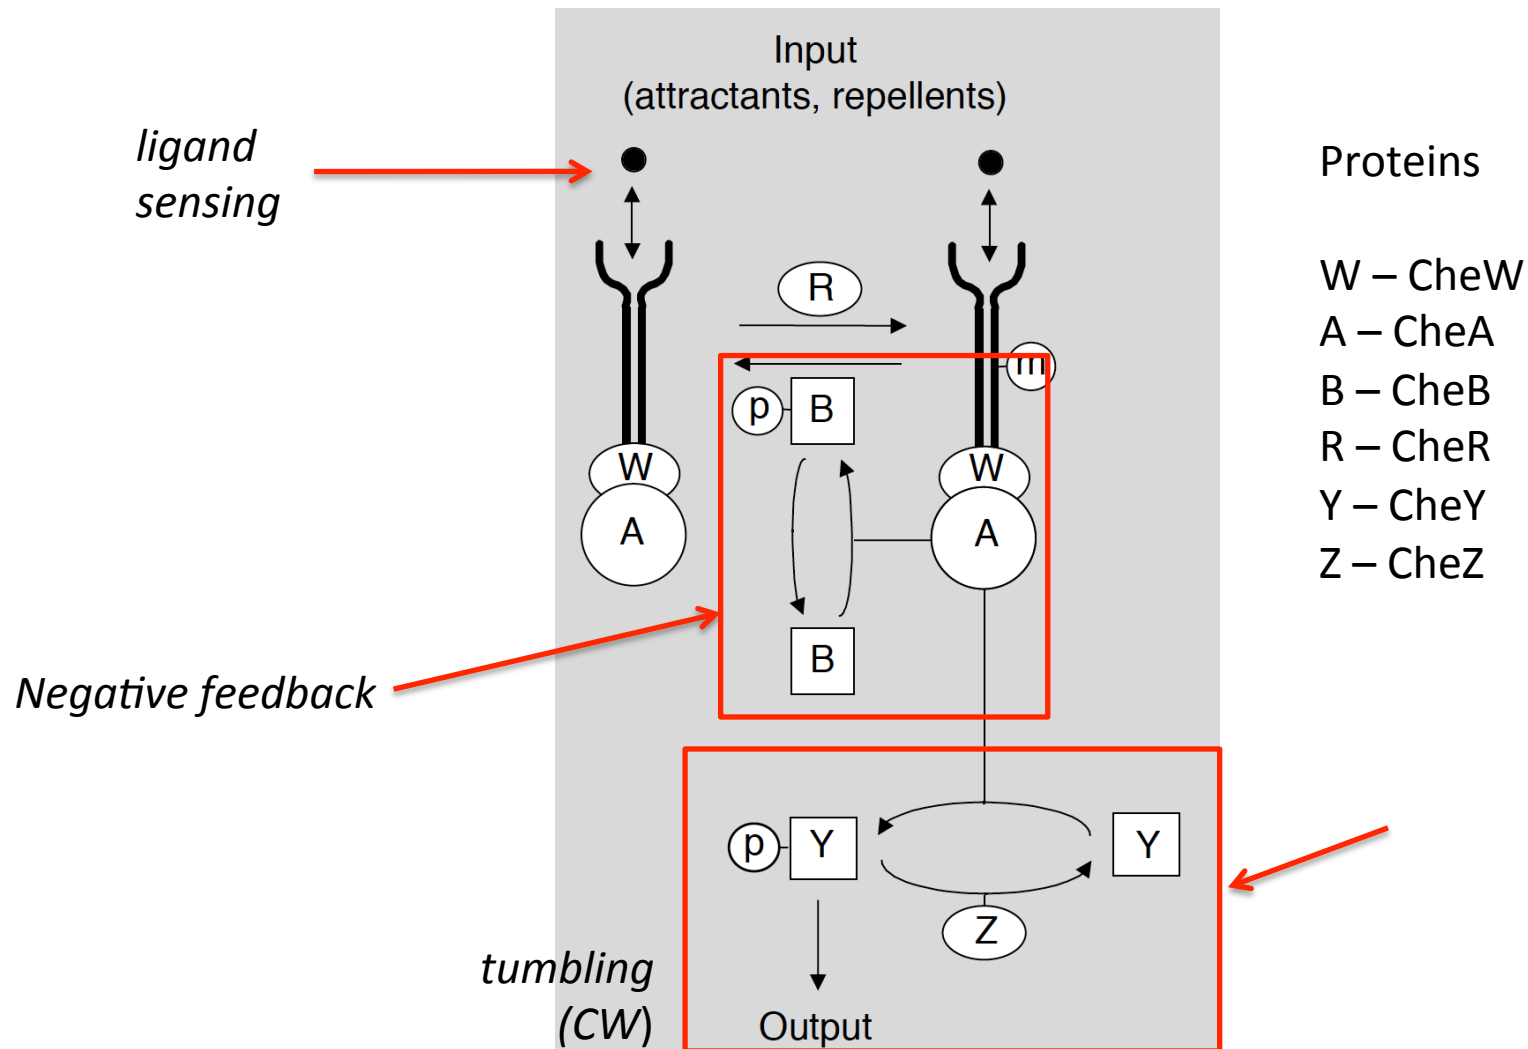 Input
(attractants, repellents)
ligand
sensing
R
m
p
B
W
A
W
A
B
Negative feedback
p
Y
Y
Z
tumbling
(CW)
Output
Proteins
W – CheW
A – CheA
B – CheB
R – CheR
Y – CheY
Z – CheZ